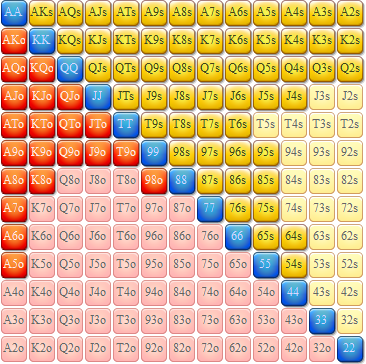 AA AKs AQs AJs ATs A9s A8s A7s A6s A5s A4s A3s A2s
AKo KK KQs KJs KTs K9s K8s K7s K6s K5s K4s K3s K2s
AQo KQo QQ QJs QTs Q9s Q8s Q7s Q6s Q5s Q4s Q3s Q2s
AJo KJo QJo JJ JTs J9s J8s J7s J6s J5s J4s J3s J2s
ATo KTo QTo JTo TT T9s T8s T7s T6s T5s T4s T3s T2s
A9o K9o Q9o J9o T9o 99 98s 97s 96s 95s 94s 93s 92s
A8o K8o Q8o J8o T8o 98o 88 87s 86s 85s 84s 83s 82s
A7o K7o Q7o J7o T7o 97o 87o 77 76s 75s 74s 73s 72s
A6o K6o Q6o J6o T6o 96o 86o 76o 66 65s 64s 63s 62s
A5o K5o Q5o J5o T5o 95o 85o 75o 65o 55 54s 53s 52s
A4o K4o Q4o J4o T4o 94o 84o 74o 64o 54o 44 43s 42s
A3o K3o Q3o J3o T3o 93o 83o 73o 63o 53o 43o 33 32s
A2o K2o Q2o J2o T2o 92o 82o 72o 62o 52o 42o 32o 22